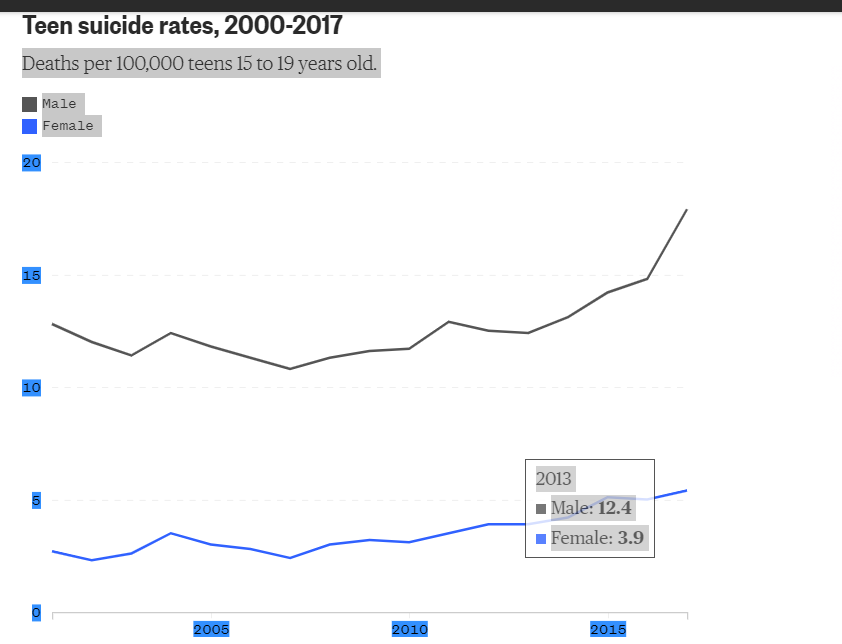 Teen suicide rates, 2000-2017
Deaths per 100,000 teens 15 to 19 years old.
Male
Female
20
15
10
5
0
2013
Male: 12.4
Female: 3.9
2005
2010
2015